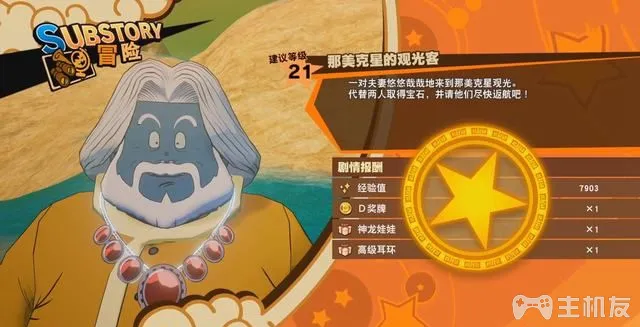 SUBSTORY
冒险
建议等级
21
那美克星的观光客
一对夫妻悠悠哉哉地来到那美克星观光。
代替两人取得宝石，并请他们尽快返航吧！
剧情报酬
经验值 7903
D奖牌 ×1
神龙娃娃 ×1
高级耳环 ×1
主机友